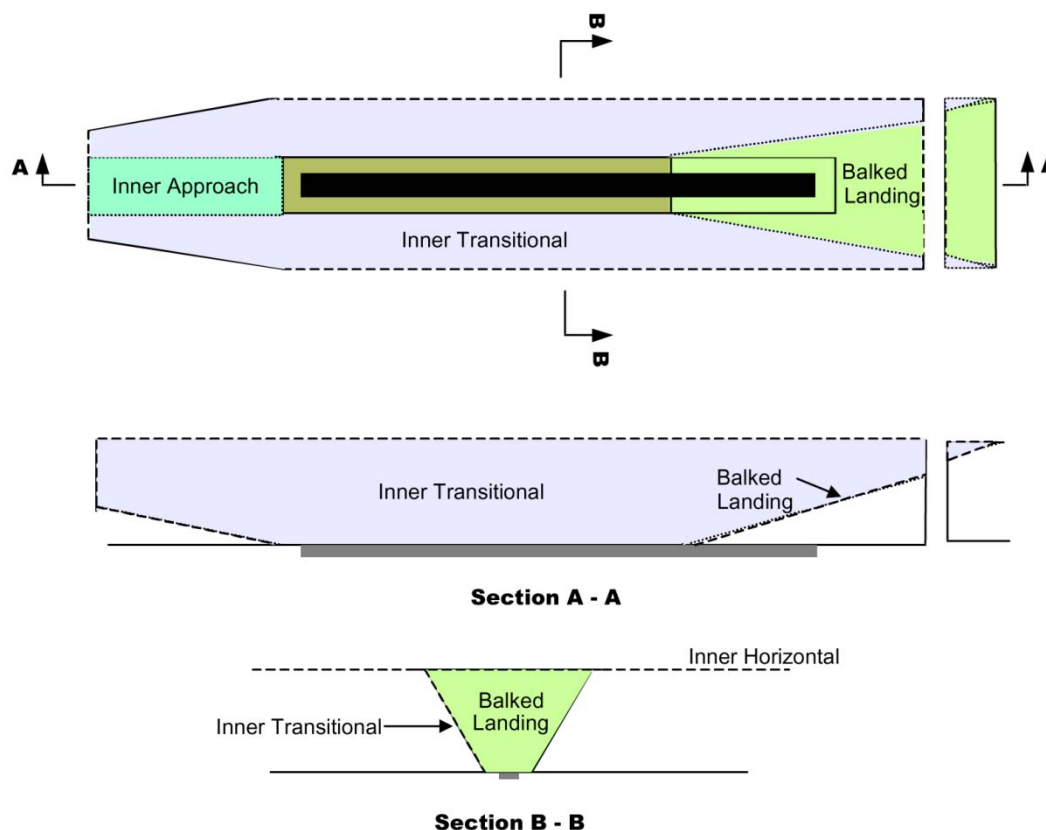 B
A
Inner Approach
Balked
Landing
A
Inner Transitional
B
Inner Transitional
Balked
Landing
Section A - A
Inner Horizontal
Balked
Landing
Inner Transitional
Section B - B